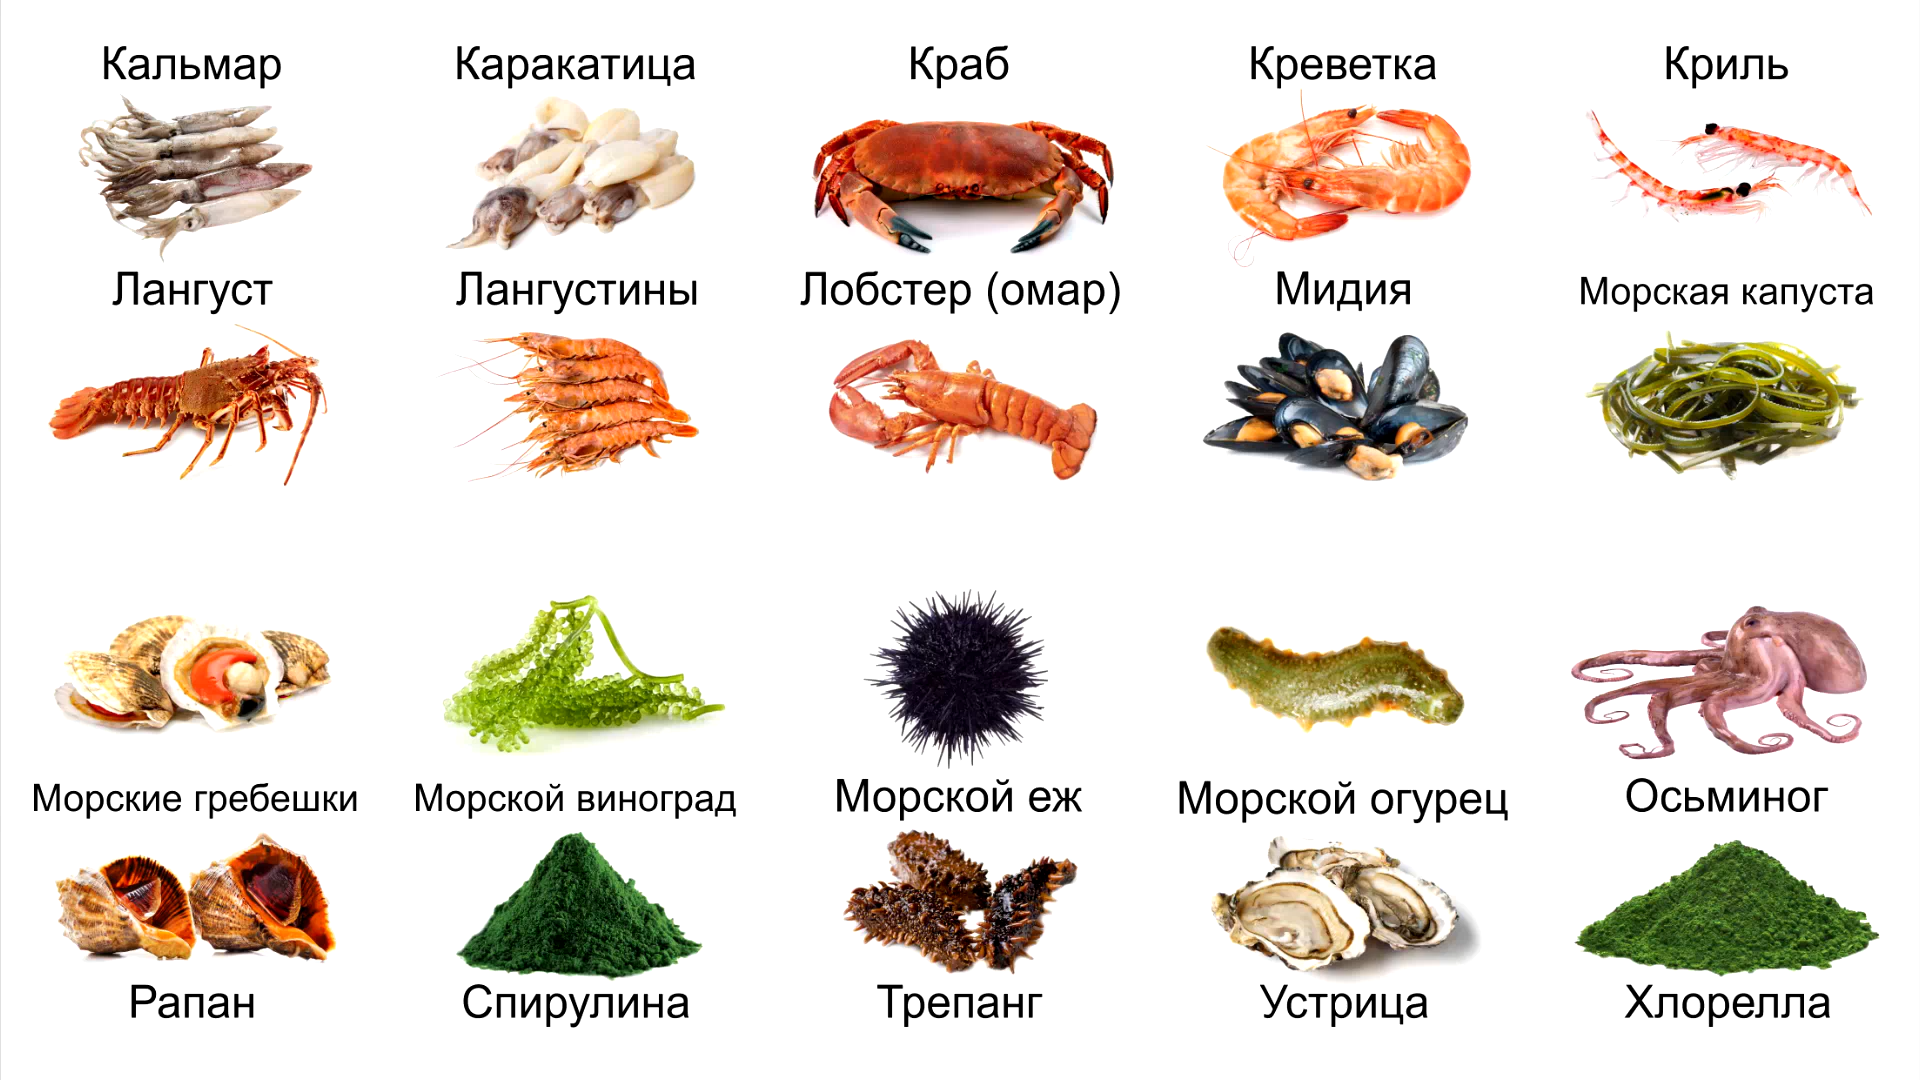 Кальмар
Каракатица
Краб
Креветка
Криль
Лангуст
Лангустины
Лобстер (омар)
Мидия
Морская капуста
Морские гребешки
Морской виноград
Морской еж
Морской огурец
Осьминог
Рапан
Спирулина
Трепанг
Устрица
Хлорелла